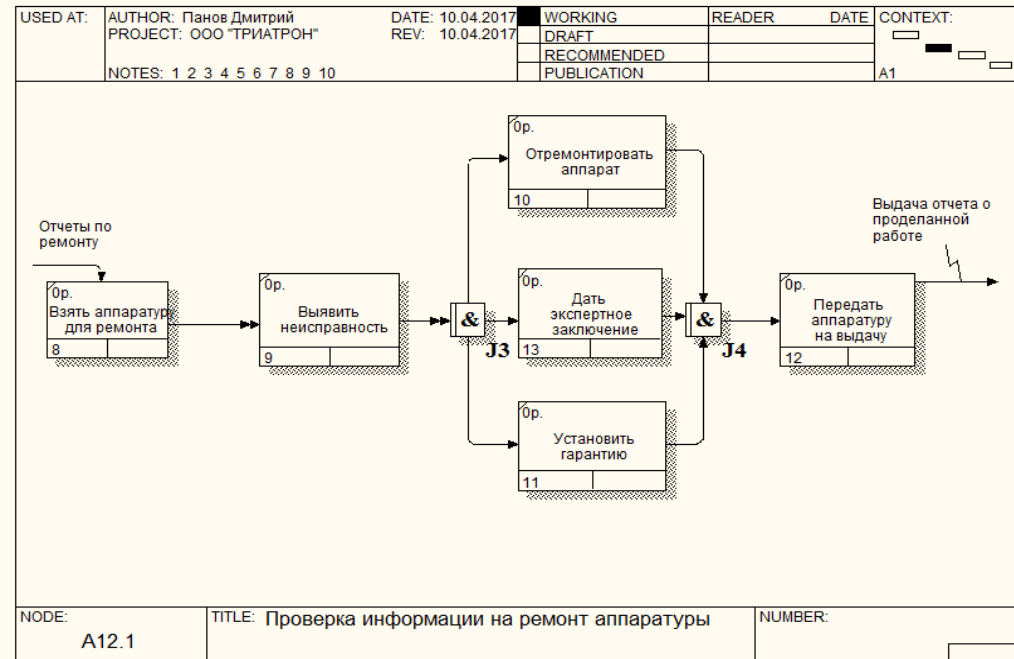 USED AT:
AUTHOR: Панов Дмитрий
DATE: 10.04.2017
PROJECT: ООО "ТРИАТРОН"
REV: 10.04.2017
NOTES: 1 2 3 4 5 6 7 8 9 10
WORKING
DRAFT
RECOMMENDED
PUBLICATION
READER
DATE
CONTEXT:
A1
0р.
Отремонтировать
аппарат
10
Отчеты по
ремонту
0р.
Взять аппаратуру
для ремонта
8
0р.
Выявить
неисправность
9
&
J3
0р.
Дать
экспертное
заключение
13
&
J4
0р.
Передать
аппаратуру
на выдачу
12
Выдача отчета о
проделанной
работе
0р.
Установить
гарантию
11
NODE:
A12.1
TITLE: Проверка информации на ремонт аппаратуры
NUMBER: